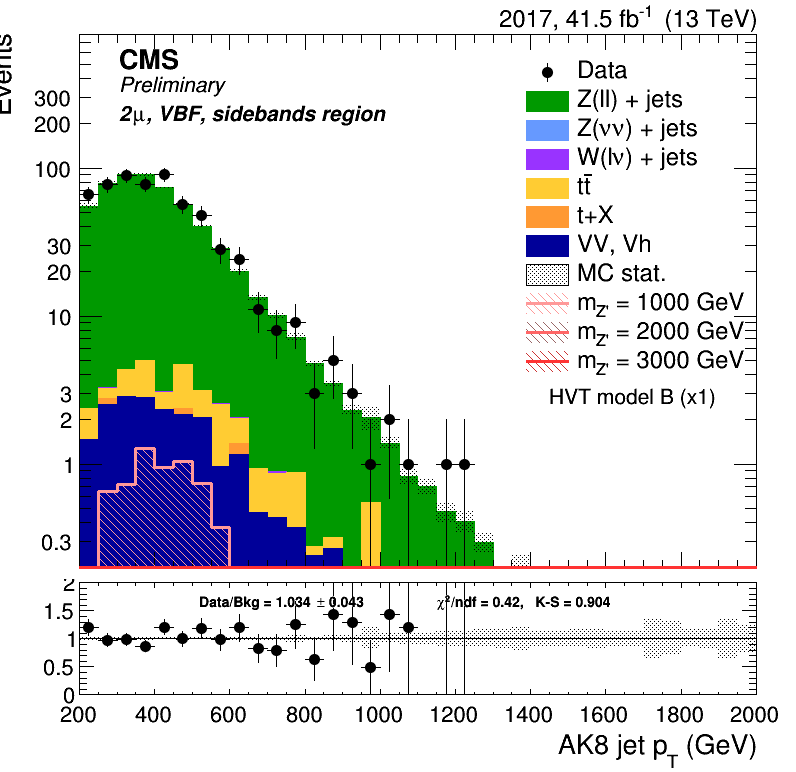 2017, 41.5 fb⁻¹ (13 TeV)
Events
CMS
Preliminary
2μ, VBF, sidebands region
Data
Z(ll) + jets
Z(νν) + jets
W(lν) + jets
tt̄
t+X
VV, Vh
MC stat.
m_Z' = 1000 GeV
m_Z' = 2000 GeV
m_Z' = 3000 GeV
HVT model B (x1)
300
200
100
30
20
10
3
2
1
0.3
Data/Bkg = 1.034 ± 0.043 χ²/ndf = 0.42, K-S = 0.904
2
1.5
1
0.5
0
200 400 600 800 1000 1200 1400 1600 1800 2000
AK8 jet p_T (GeV)